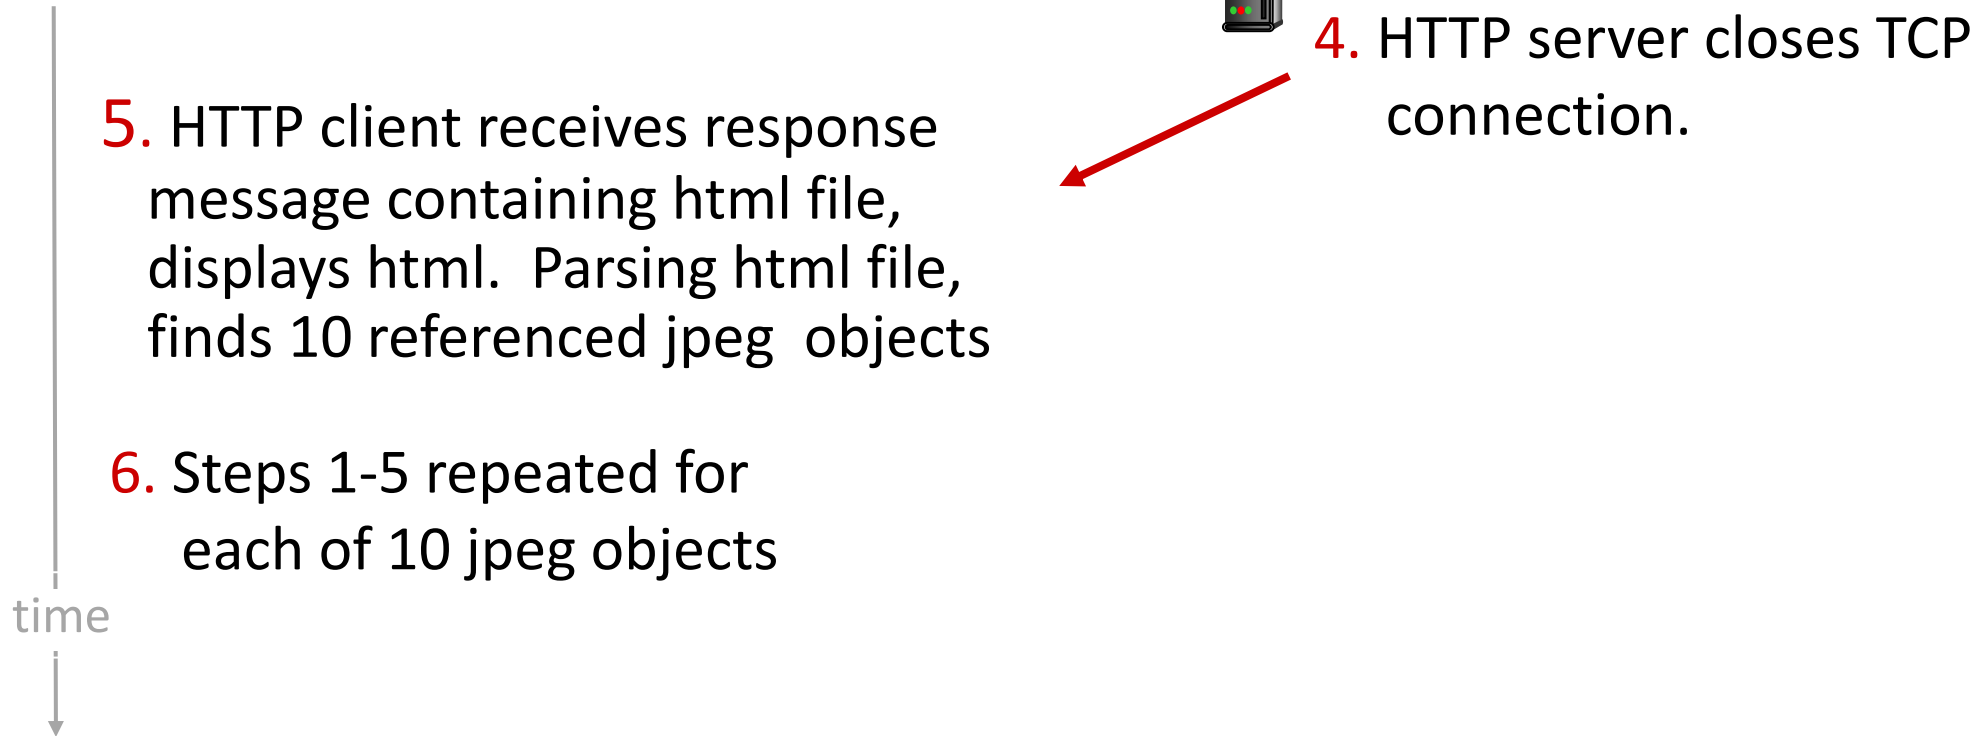 4. HTTP server closes TCP
connection.
5. HTTP client receives response
message containing html file,
displays html.  Parsing html file,
finds 10 referenced jpeg  objects
6. Steps 1-5 repeated for
each of 10 jpeg objects
time